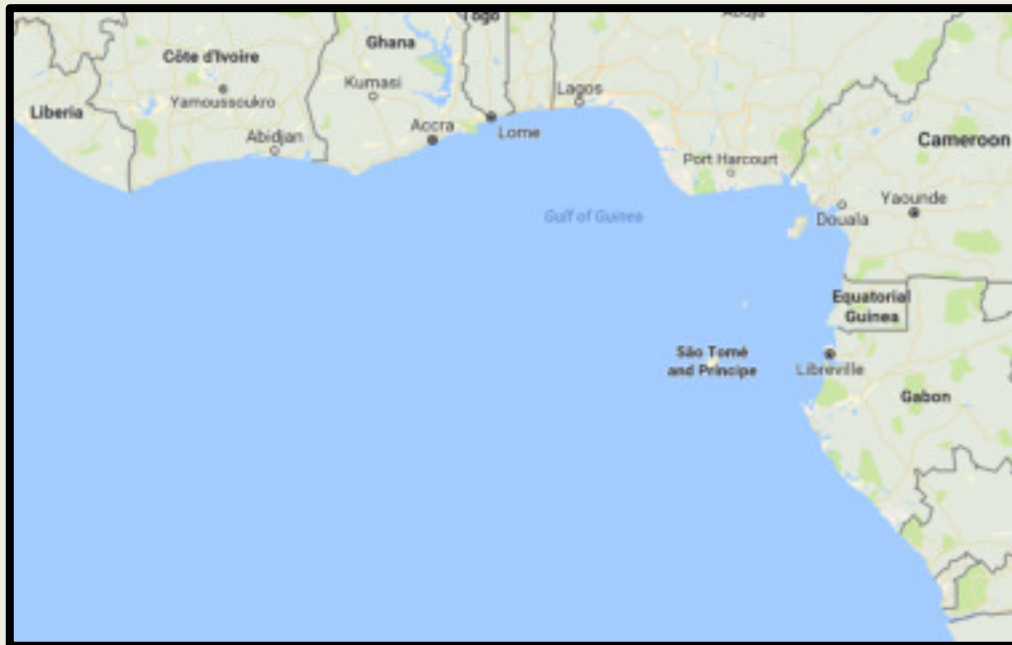 Togo
Abuja
Ghana
Côte d'Ivoire
Kumasi
Lagos
Yamoussoukro
Liberia
Accra
Lome
Abidjan
Cameroon
Port Harcourt
Yaounde
Gulf of Guinea
Douala
Equatorial
Guinea
São Tomé
and Príncipe
Libreville
Gabon